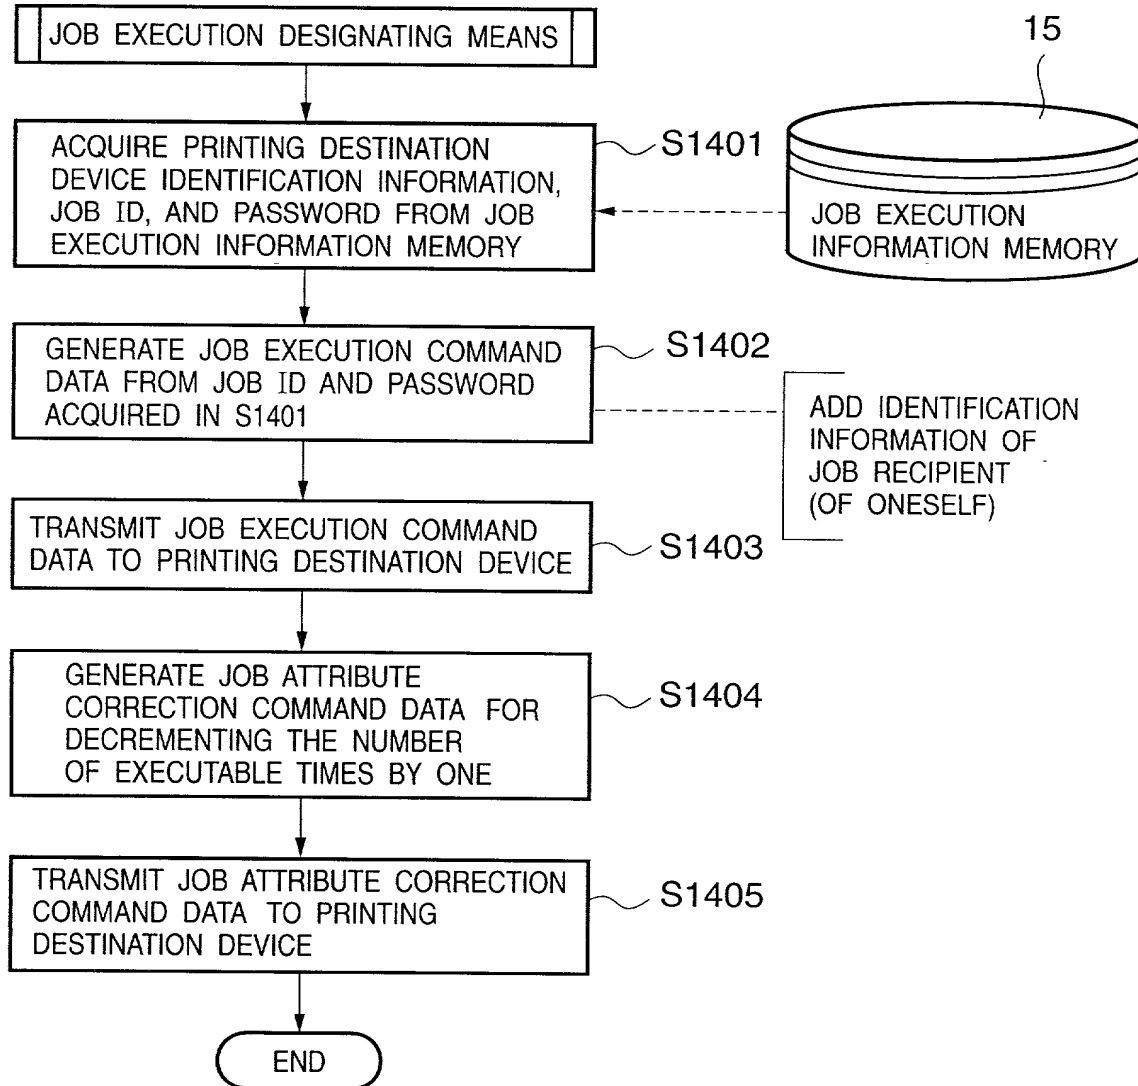 JOB EXECUTION DESIGNATING MEANS
15
ACQUIRE PRINTING DESTINATION
DEVICE IDENTIFICATION INFORMATION,
JOB ID, AND PASSWORD FROM JOB
EXECUTION INFORMATION MEMORY
S1401
JOB EXECUTION
INFORMATION MEMORY
GENERATE JOB EXECUTION COMMAND
DATA FROM JOB ID AND PASSWORD
ACQUIRED IN S1401
S1402
ADD IDENTIFICATION
INFORMATION OF
JOB RECIPIENT
(OF ONESELF)
TRANSMIT JOB EXECUTION COMMAND
DATA TO PRINTING DESTINATION DEVICE
S1403
GENERATE JOB ATTRIBUTE
CORRECTION COMMAND DATA FOR
DECREMENTING THE NUMBER
OF EXECUTABLE TIMES BY ONE
S1404
TRANSMIT JOB ATTRIBUTE CORRECTION
COMMAND DATA TO PRINTING
DESTINATION DEVICE
S1405
END